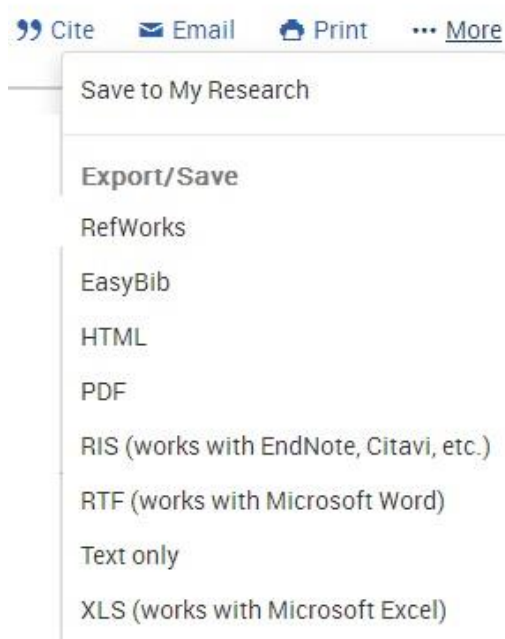 Cite Email Print ... More
Save to My Research
Export/Save
RefWorks
EasyBib
HTML
PDF
RIS (works with EndNote, Citavi, etc.)
RTF (works with Microsoft Word)
Text only
XLS (works with Microsoft Excel)